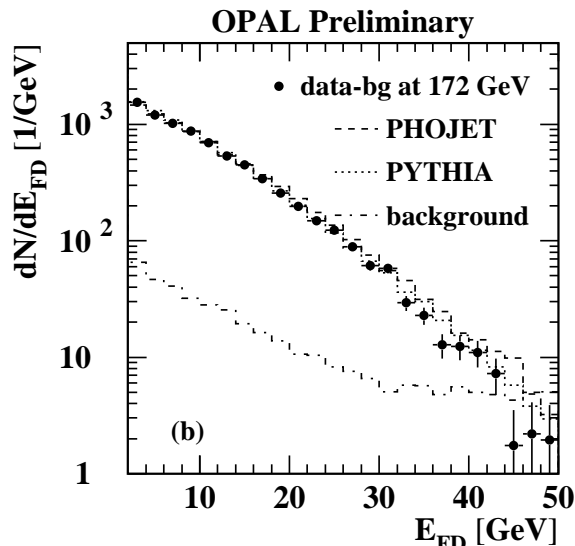 OPAL Preliminary
dN/dE_FD [1/GeV]
10^3
10^2
10
1
data-bg at 172 GeV
PHOJET
PYTHIA
background
(b)
10 20 30 40 50
E_FD [GeV]